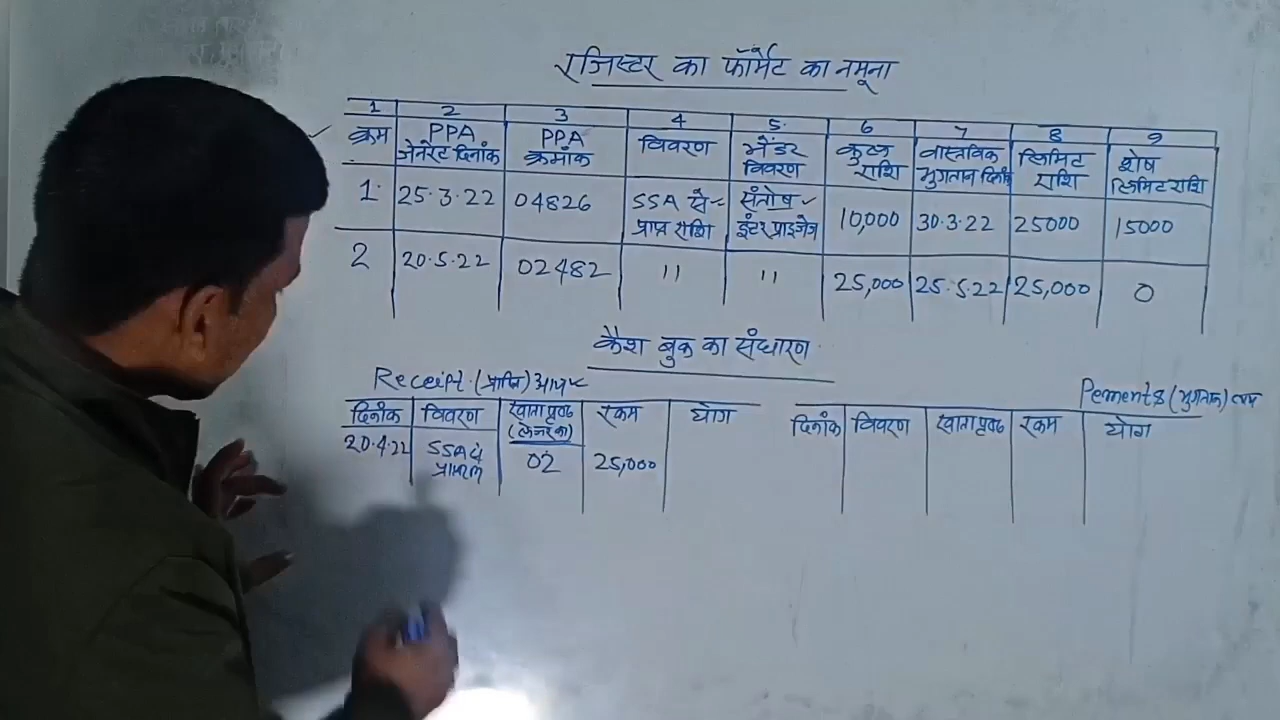 रजिस्टर का फॉर्मेट का नमूना
1 2 3 4 5. 6 7 8 9
क्रम PPA जेनरेट दिनांक PPA क्रमांक विवरण भेंडर विवरण कुल राशि वास्तविक भुगतान दिनांक लिमिट राशि शेष लिमिट राशि
1. 25.3.22 04826 SSA से प्राप्त राशि संतोष इंटरप्राइजेज 10,000 30.3.22 25000 15000
2 20.5.22 02482 " " 25,000 25.5.22 25,000 0
कैश बुक का संधारण
Receipt (प्राप्ति) आय
Pements (भुगतान) व्यय
दिनांक विवरण खाता पृष्ठ (लेजर का) रकम योग दिनांक विवरण खाता पृष्ठ रकम योग
20.4.22 SSA से 02 25,000